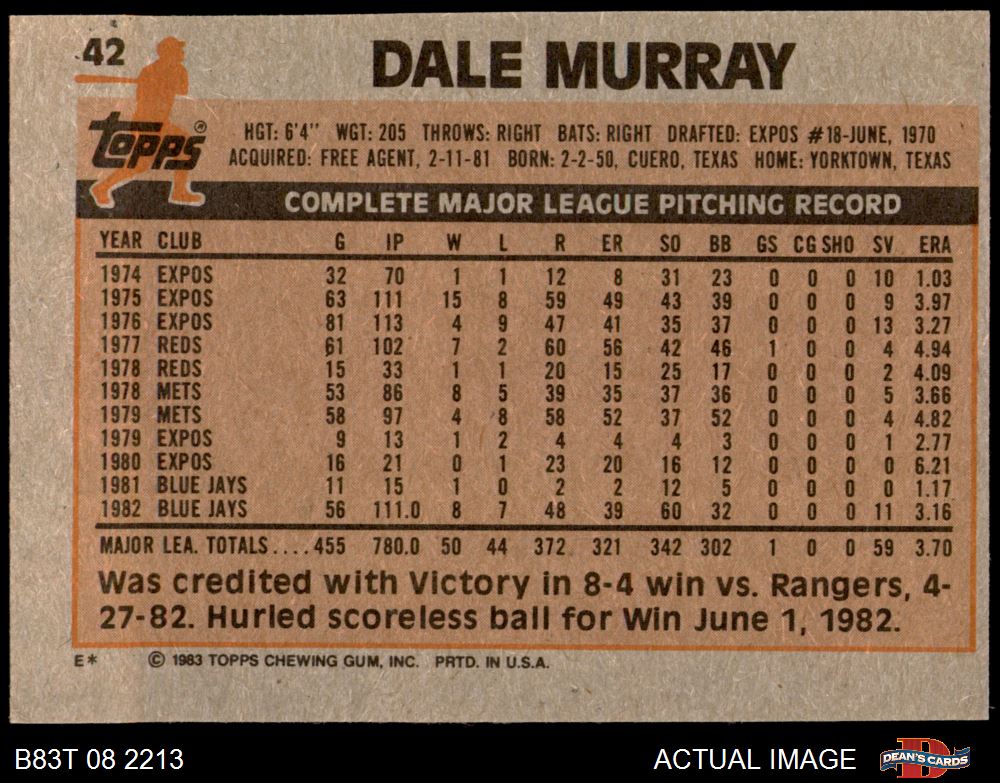 42
DALE MURRAY
Topps®
HGT: 6'4" WGT: 205 THROWS: RIGHT BATS: RIGHT DRAFTED: EXPOS #18-JUNE, 1970
ACQUIRED: FREE AGENT, 2-11-81 BORN: 2-2-50, CUERO, TEXAS HOME: YORKTOWN, TEXAS
COMPLETE MAJOR LEAGUE PITCHING RECORD
YEAR CLUB G IP W L R ER SO BB GS CG SHO SV ERA
1974 EXPOS 32 70 1 1 12 8 31 23 0 0 0 10 1.03
1975 EXPOS 63 111 15 8 59 49 43 39 0 0 0 9 3.97
1976 EXPOS 81 113 4 9 47 41 35 37 0 0 0 13 3.27
1977 REDS 61 102 7 2 60 56 42 46 1 0 0 4 4.94
1978 REDS 15 33 1 1 20 15 25 17 0 0 0 2 4.09
1978 METS 53 86 8 5 39 35 37 36 0 0 0 5 3.66
1979 METS 58 97 4 8 58 52 37 52 0 0 0 4 4.82
1979 EXPOS 9 13 1 2 4 4 4 3 0 0 0 1 2.77
1980 EXPOS 16 21 0 1 23 20 16 12 0 0 0 0 6.21
1981 BLUE JAYS 11 15 1 0 2 2 12 5 0 0 0 0 1.17
1982 BLUE JAYS 56 111.0 8 7 48 39 60 32 0 0 0 11 3.16
MAJOR LEA. TOTALS....455 780.0 50 44 372 321 342 302 1 0 0 59 3.70
Was credited with Victory in 8-4 win vs. Rangers, 4-
27-82. Hurled scoreless ball for Win June 1, 1982.
E* © 1983 TOPPS CHEWING GUM, INC. PRTD. IN U.S.A.
B83T 08 2213 ACTUAL IMAGE DEAN'S CARDS